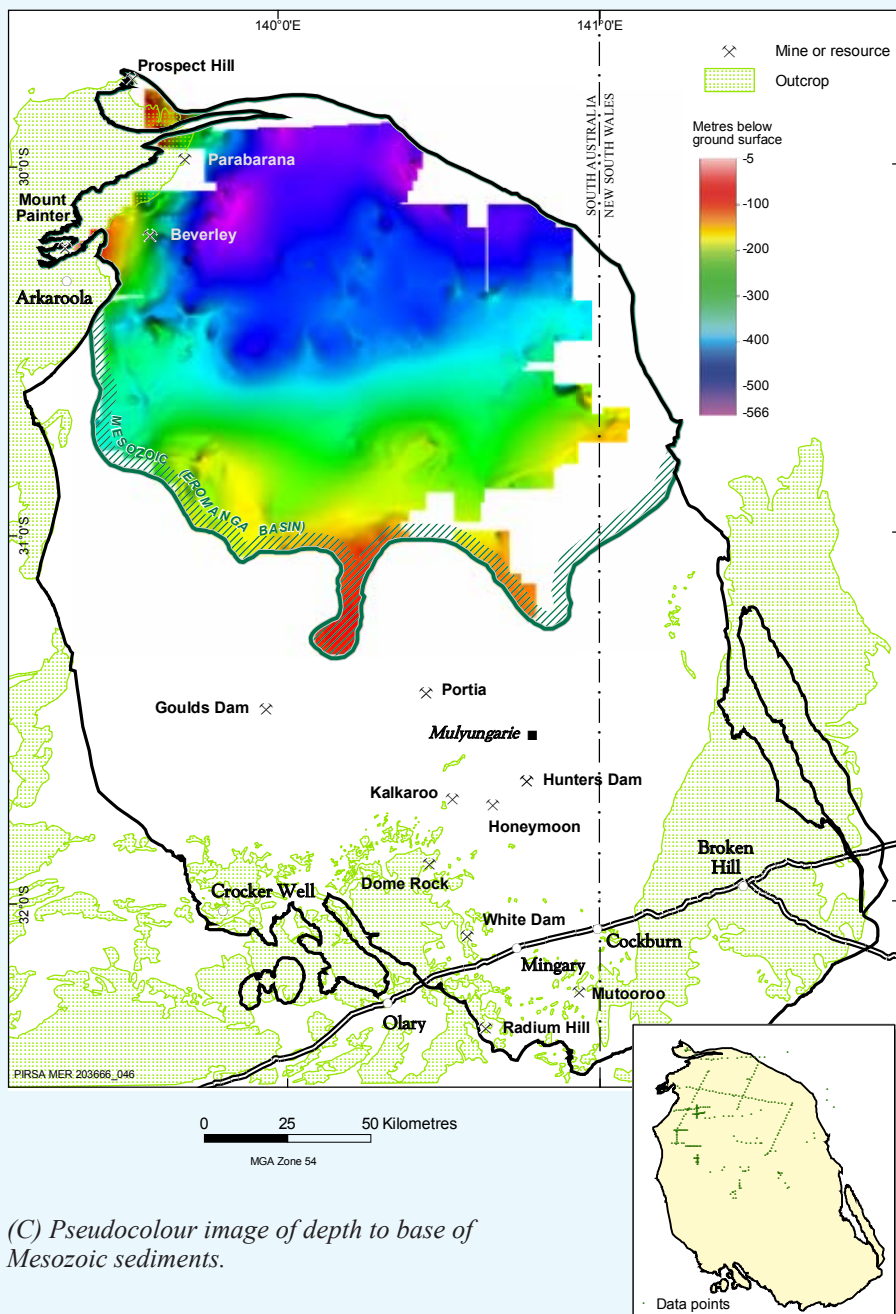 140°0'E
141°0'E
Prospect Hill
Mine or resource
Outcrop
SOUTH AUSTRALIA
NEW SOUTH WALES
Metres below
ground surface
-5
-100
-200
-300
-400
-500
-566
30°0'S
Parabarana
Mount
Painter
Beverley
Arkaroola
MESOZOIC (EROMANGA BASIN)
31°0'S
Portia
Goulds Dam
Mulyungarie
Hunters Dam
Kalkaroo
Honeymoon
Broken
Hill
Dome Rock
Crocker Well
32°0'S
White Dam
Cockburn
Mingary
Mutooroo
Olary
Radium Hill
PIRSA MER 203666_046
0 25 50 Kilometres
MGA Zone 54
(C) Pseudocolour image of depth to base of
Mesozoic sediments.
Data points